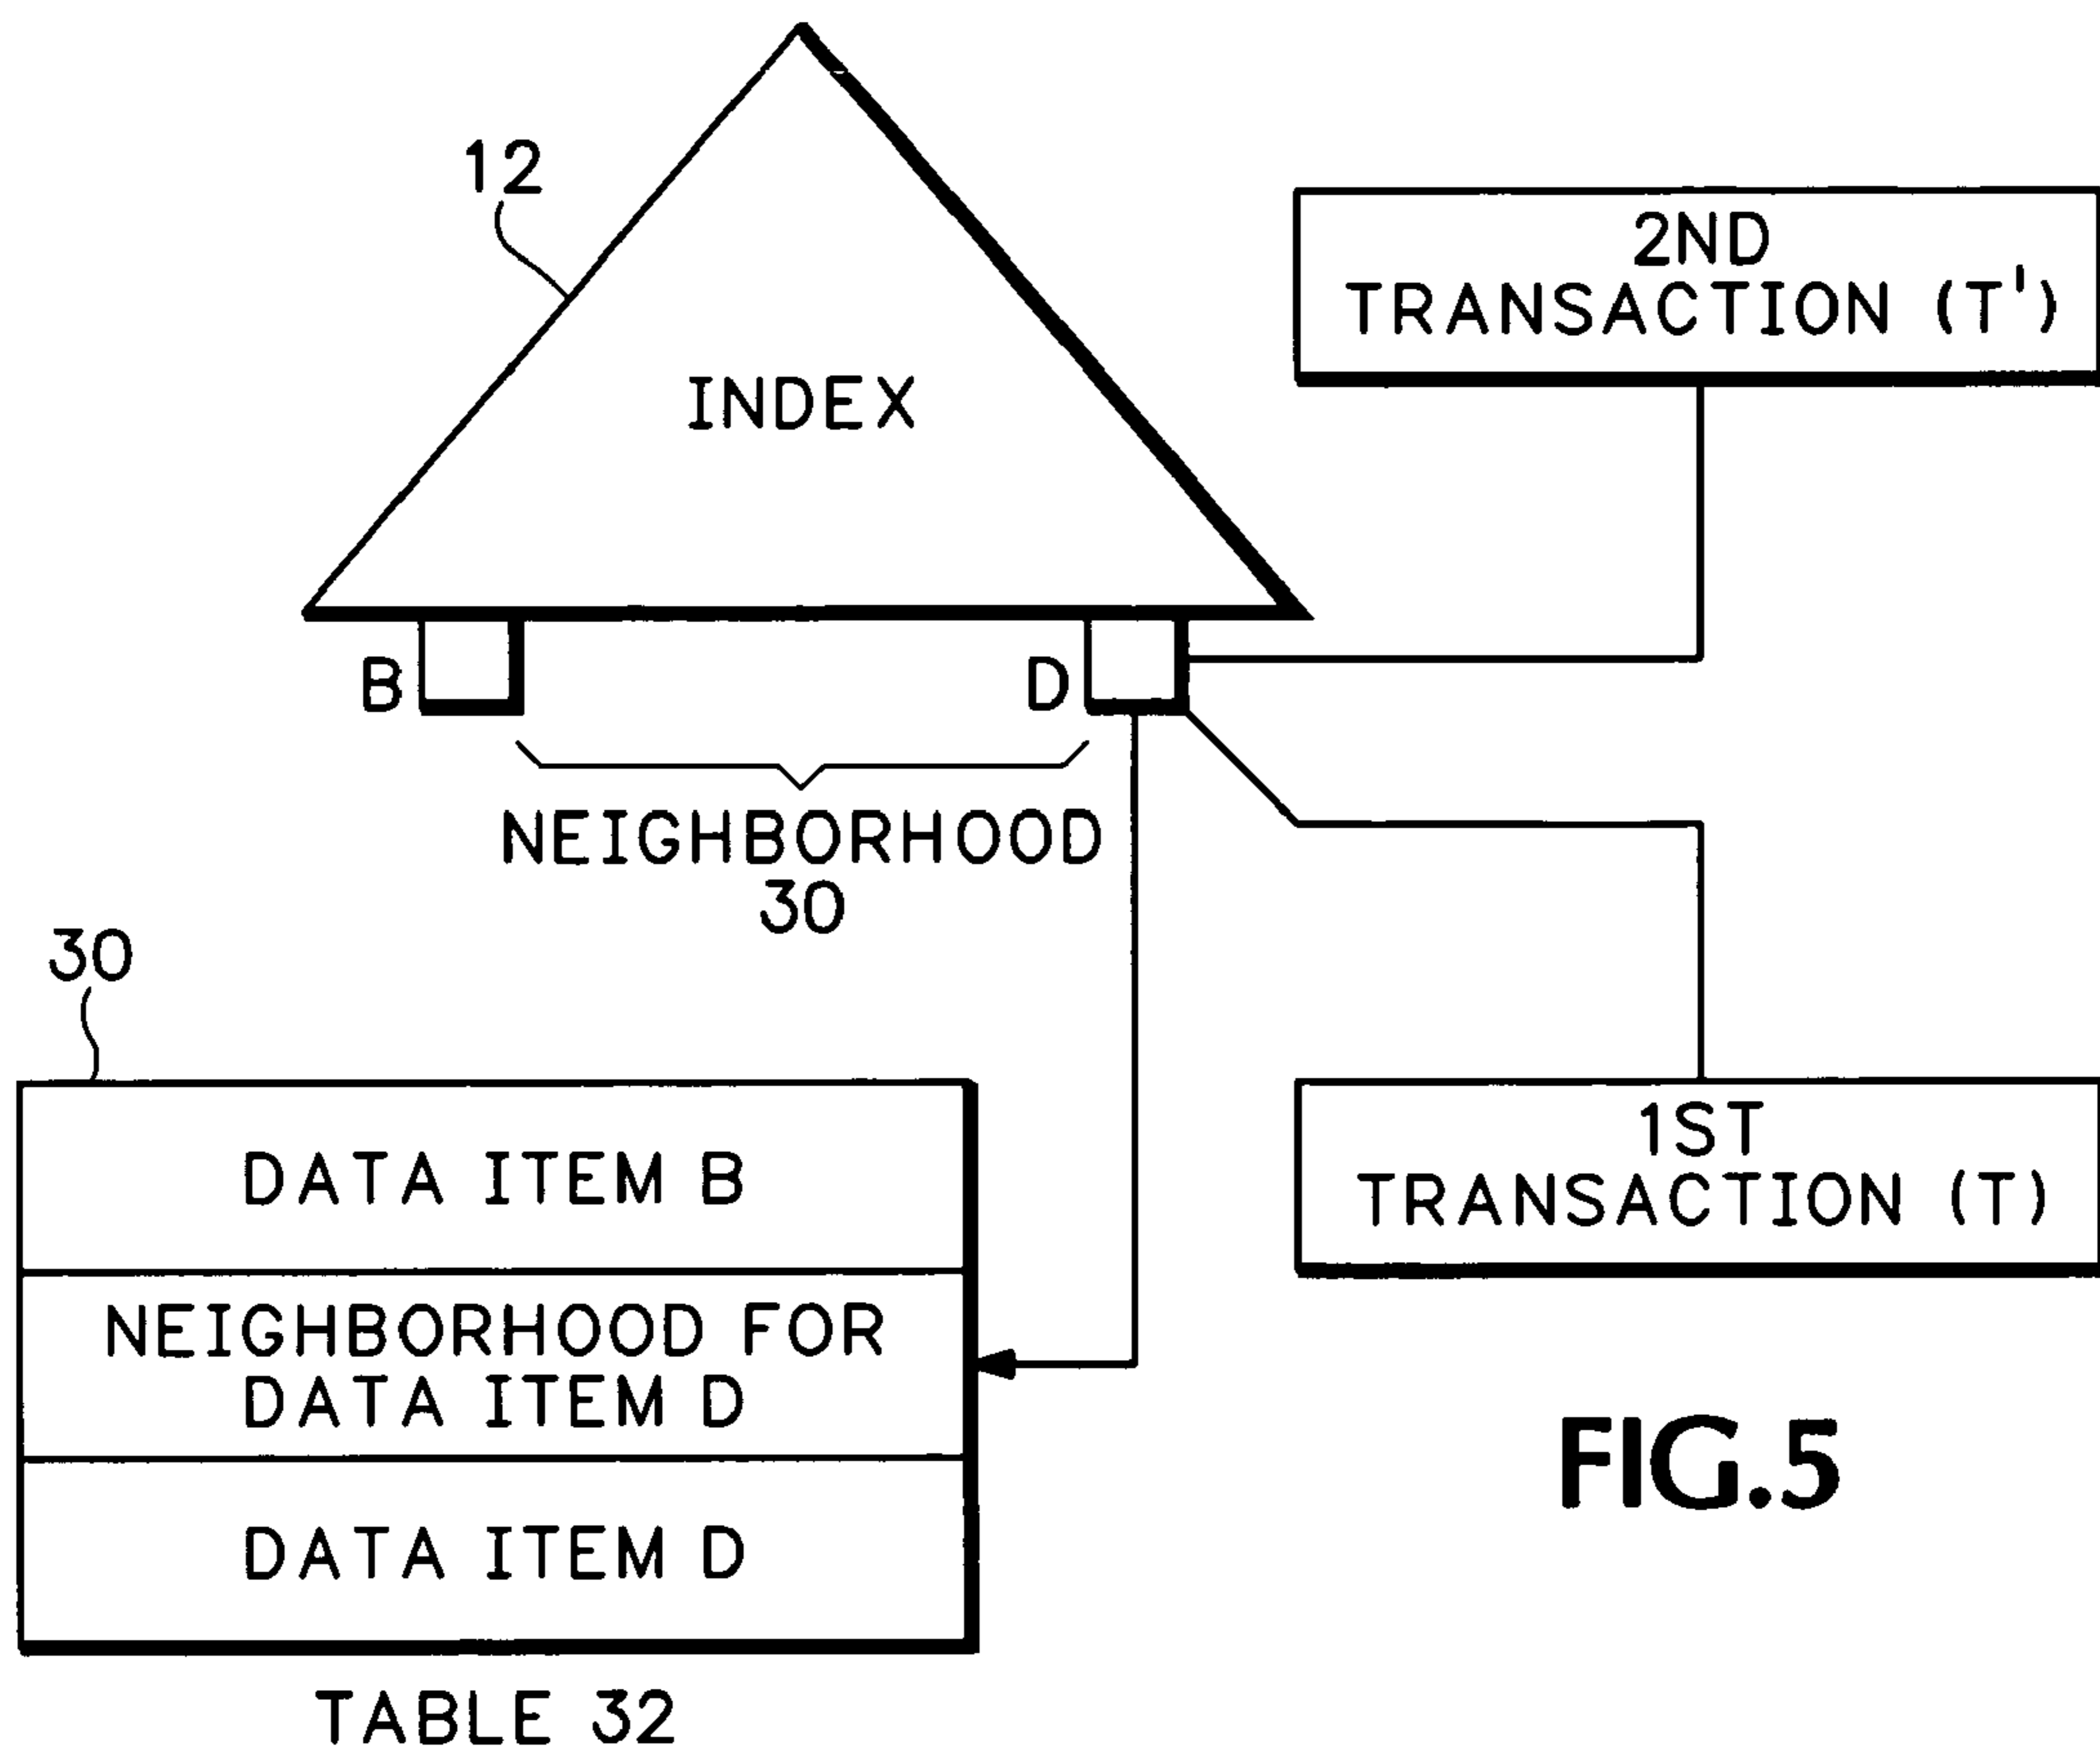 12
INDEX
2ND
TRANSACTION (T')
B
D
NEIGHBORHOOD
30
30
DATA ITEM B
NEIGHBORHOOD FOR
DATA ITEM D
DATA ITEM D
TABLE 32
1ST
TRANSACTION (T)
FIG.5